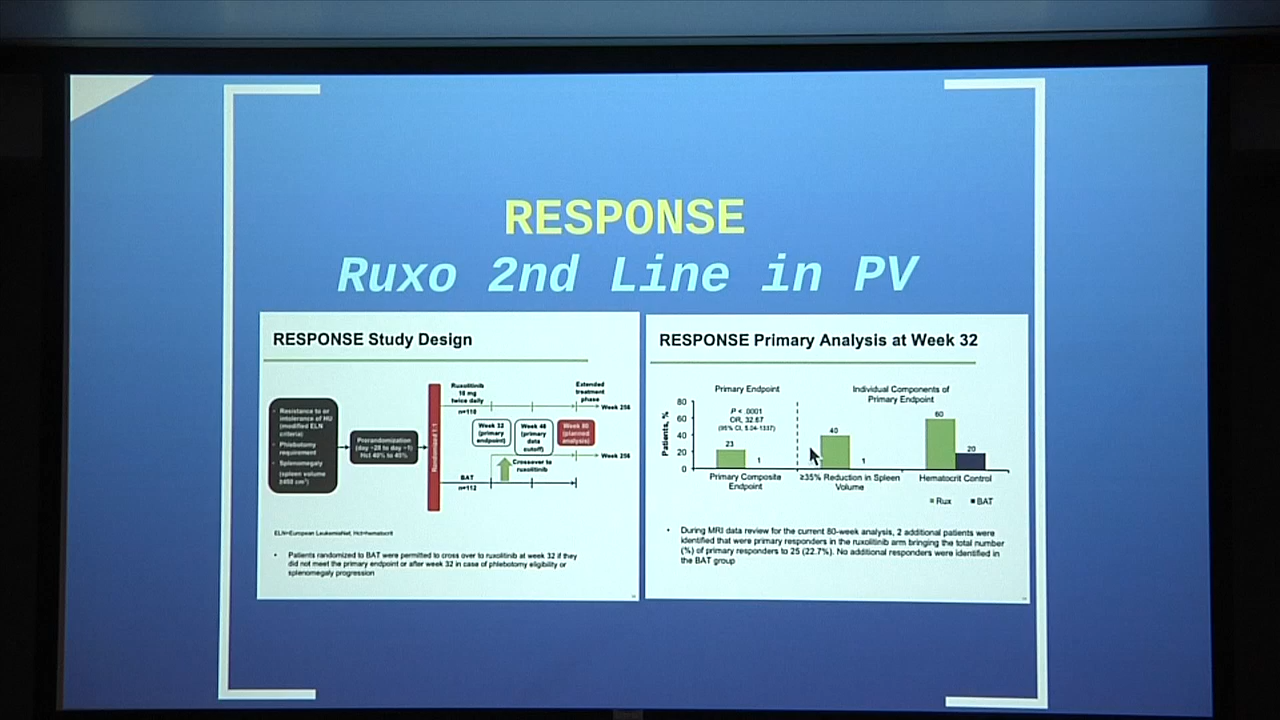 RESPONSE
Ruxo 2nd Line in PV
RESPONSE Study Design
• Resistance to or
intolerance of HU
(modified ELN
criteria)
• Phlebotomy
requirement
• Splenomegaly
(spleen volume
≥450 cm³)
Prerandomization
(day −28 to day −1)
Hct 40% to 45%
Randomized 1:1
Ruxolitinib
10 mg
twice daily
n=110
Extended
treatment
phase
Week 256
Week 32
(primary
endpoint)
Week 48
(primary
data
cutoff)
Week 80
(planned
analysis)
Week 256
Crossover to
ruxolitinib
BAT
n=112
ELN=European LeukemiaNet; Hct=hematocrit
• Patients randomized to BAT were permitted to cross over to ruxolitinib at week 32 if they
did not meet the primary endpoint or after week 32 in case of phlebotomy eligibility or
splenomegaly progression
RESPONSE Primary Analysis at Week 32
Primary Endpoint
Individual Components of
Primary Endpoint
Patients, %
80
60
40
20
0
P < .0001
OR, 32.67
(95% CI, 5.04-1337)
23
1
40
1
60
20
Primary Composite
Endpoint
≥35% Reduction in Spleen
Volume
Hematocrit Control
Rux
BAT
• During MRI data review for the current 80-week analysis, 2 additional patients were
identified that were primary responders in the ruxolitinib arm bringing the total number
(%) of primary responders to 25 (22.7%). No additional responders were identified in
the BAT group